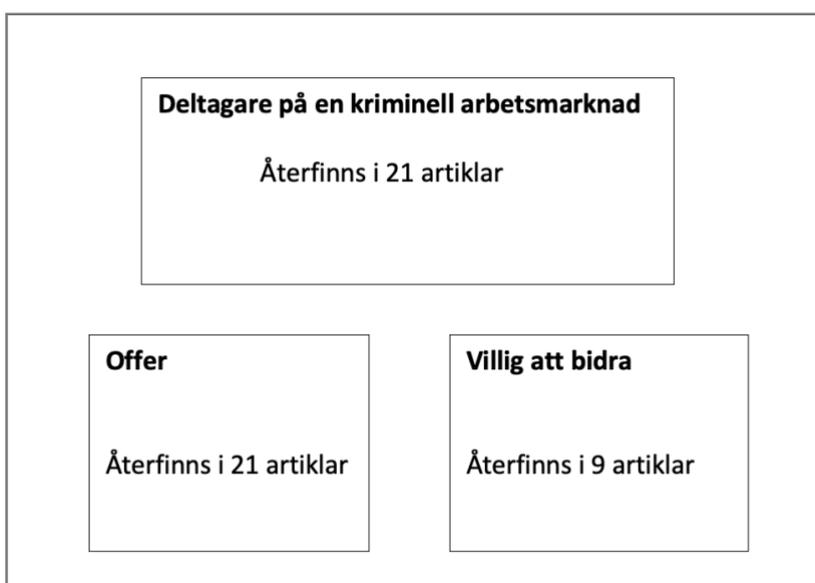 Deltagare på en kriminell arbetsmarknad
Återfinns i 21 artiklar
Offer
Återfinns i 21 artiklar
Villig att bidra
Återfinns i 9 artiklar